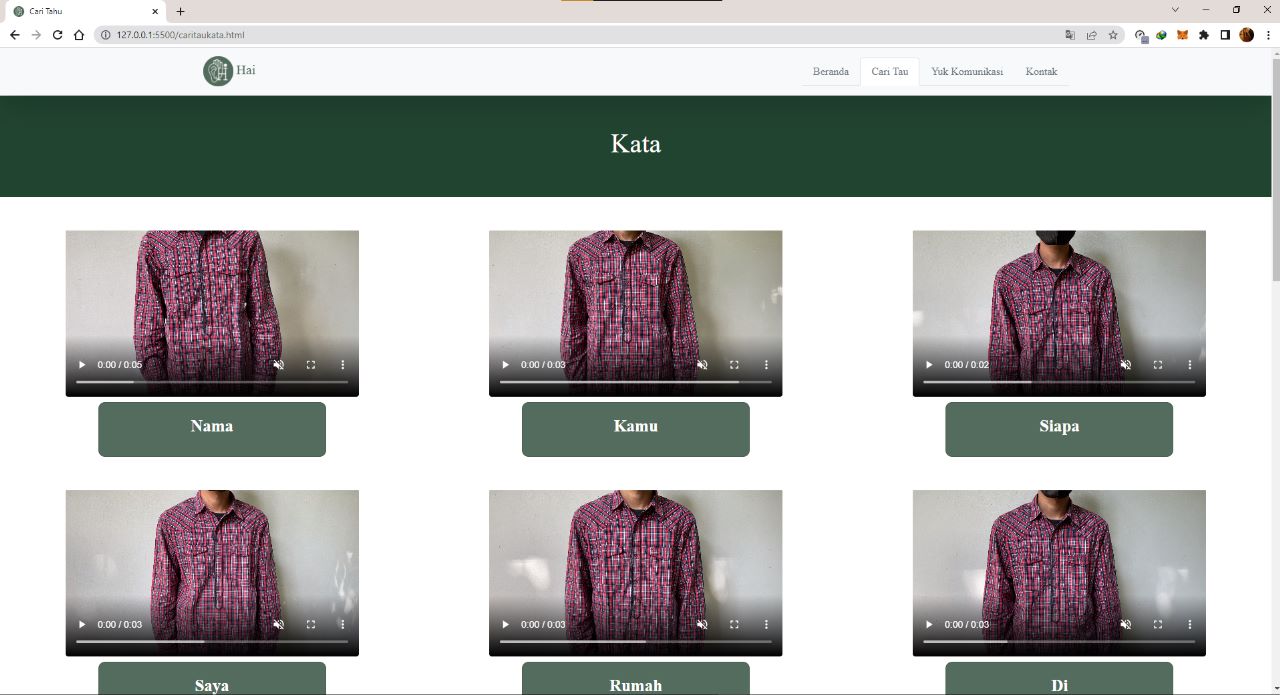 Cari Tahu
127.0.0.1:5500/caritaukata.html
Hai
Beranda Cari Tau Yuk Komunikasi Kontak
Kata
0:00 / 0:05
0:00 / 0:03
0:00 / 0:02
Nama
Kamu
Siapa
0:00 / 0:03
0:00 / 0:03
0:00 / 0:03
Saya
Rumah
Di